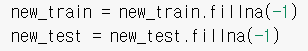 new_train = new_train.fillna(-1)
new_test = new_test.fillna(-1)